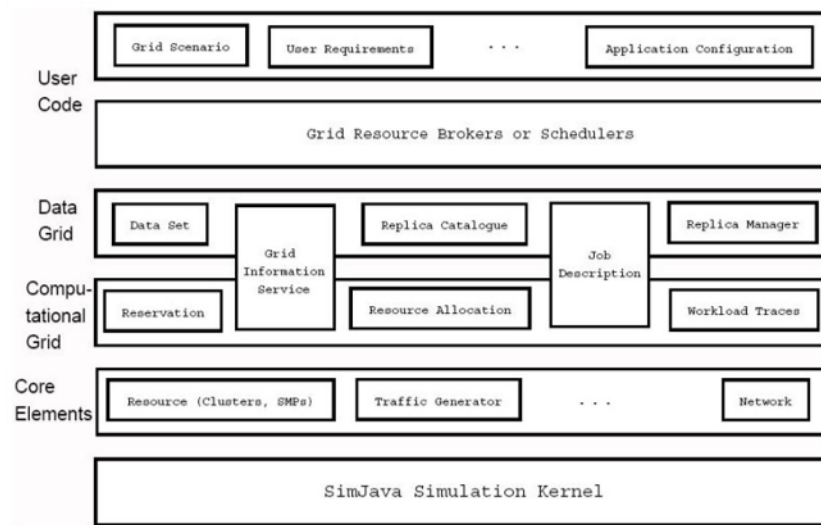 Grid Scenario
User Requirements
. . .
Application Configuration
User
Code
Grid Resource Brokers or Schedulers
Data
Grid
Data Set
Grid
Information
Service
Replica Catalogue
Job
Description
Replica Manager
Compu-
tational
Grid
Reservation
Resource Allocation
Workload Traces
Core
Elements
Resource (Clusters, SMPs)
Traffic Generator
. . .
Network
SimJava Simulation Kernel